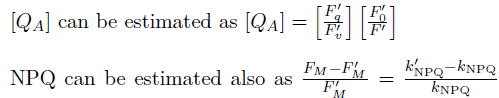 [Q_A] can be estimated as [Q_A] = [F'_q / F'_v] [F'_0 / F']
NPQ can be estimated also as (F_M − F'_M) / F'_M = (k'_NPQ − k_NPQ) / k_NPQ